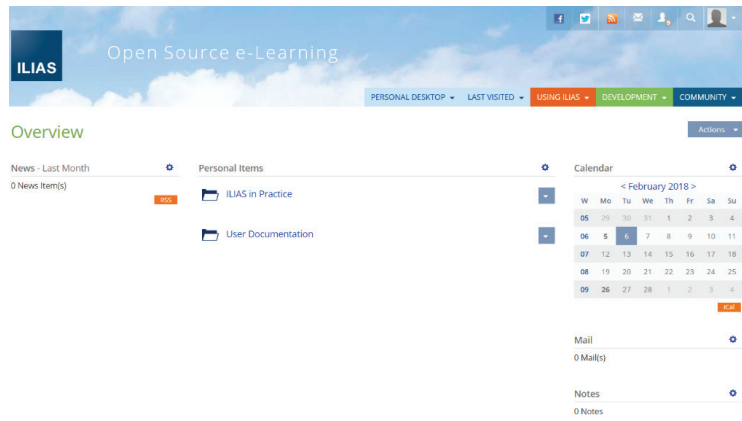 ILIAS
Open Source e-Learning
PERSONAL DESKTOP LAST VISITED USING ILIAS DEVELOPMENT COMMUNITY
Overview
Actions
News - Last Month
0 News Item(s)
RSS
Personal Items
ILIAS in Practice
User Documentation
Calendar
< February 2018 >
W Mo Tu We Th Fr Sa Su
05 29 30 31 1 2 3 4
06 5 6 7 8 9 10 11
07 12 13 14 15 16 17 18
08 19 20 21 22 23 24 25
09 26 27 28 1 2 3 4
iCal
Mail
0 Mail(s)
Notes
0 Notes